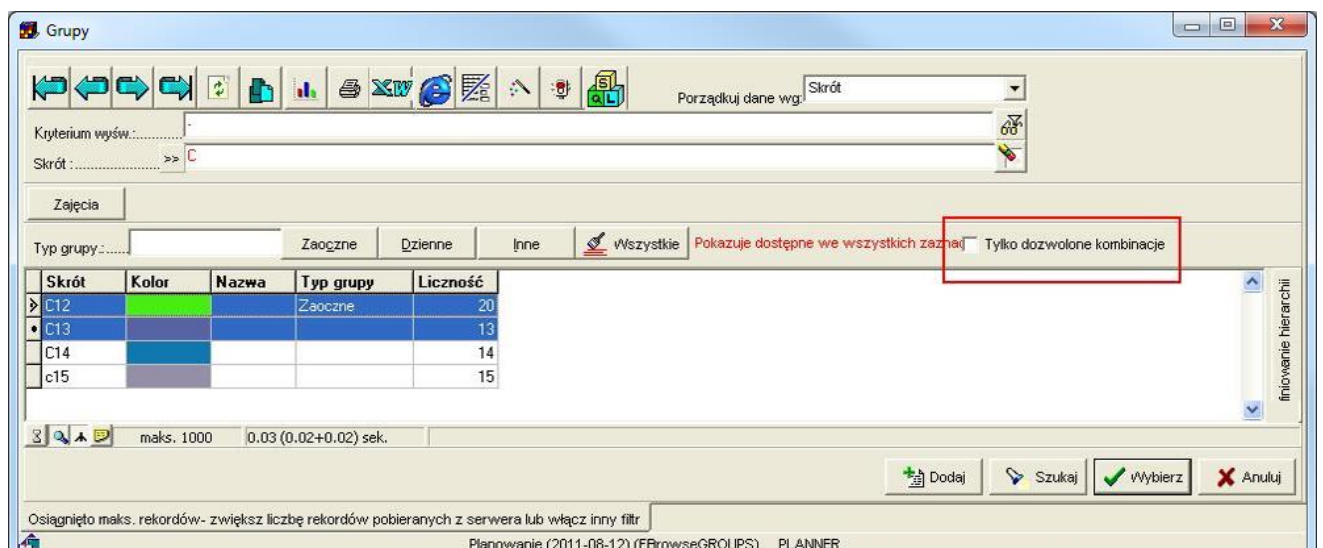 Grupy
Porządkuj dane wg: Skrót
Kryterium wyśw.:............ -
Skrót :...................... >> C
Zajęcia
Typ grupy.:...... Zaoczne Dzienne Inne Wszystkie Pokazuje dostępne we wszystkich zaznac Tylko dozwolone kombinacje
Skrót Kolor Nazwa Typ grupy Liczność
C12 Zaoczne 20
C13 13
C14 14
c15 15
finiowanie hierarchii
maks. 1000 0.03 (0.02+0.02) sek.
Dodaj Szukaj Wybierz Anuluj
Osiągnięto maks. rekordów- zwiększ liczbę rekordów pobieranych z serwera lub włącz inny filtr
Planowanie (2011-08-12) (FBrowseGROUPS) PLANNER